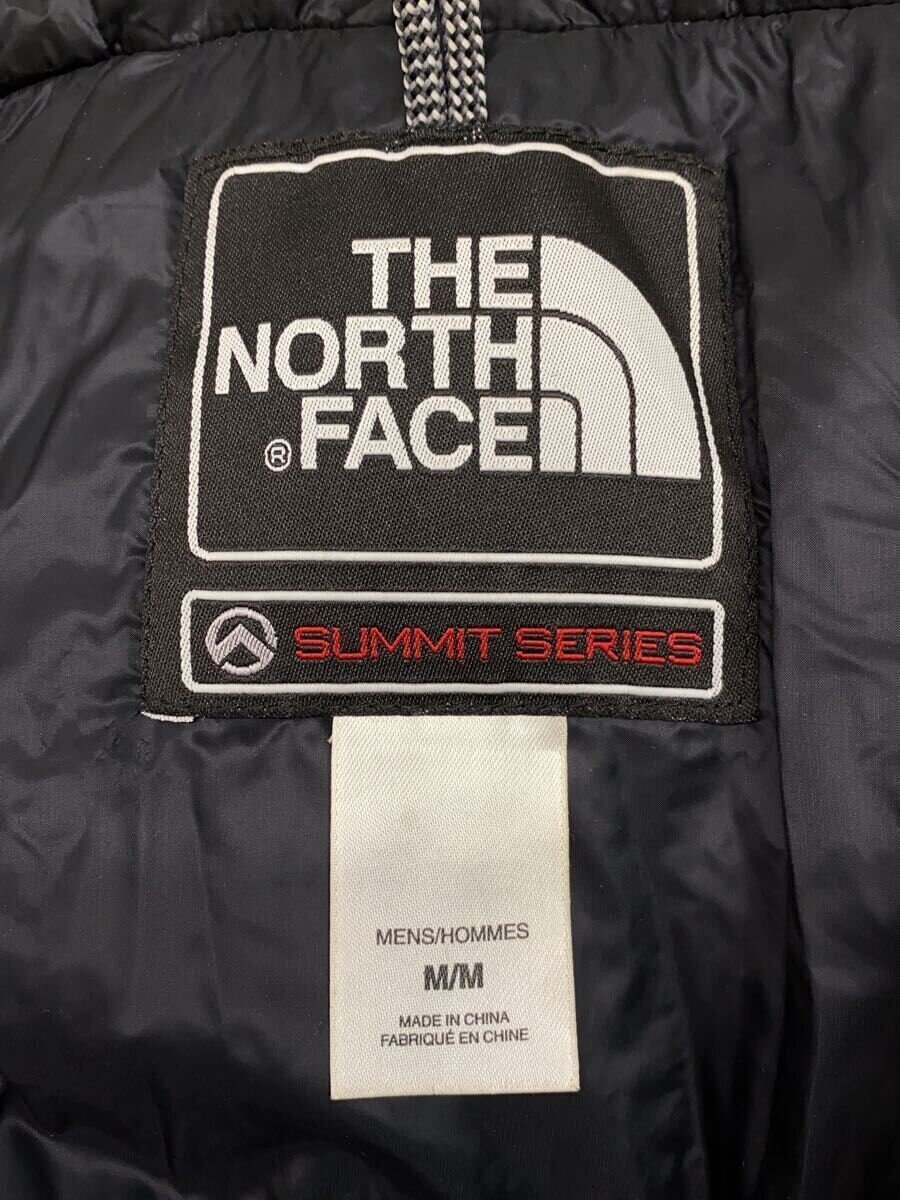 THE
NORTH
® FACE
SUMMIT SERIES
MENS/HOMMES
M/M
MADE IN CHINA
FABRIQUÉ EN CHINE